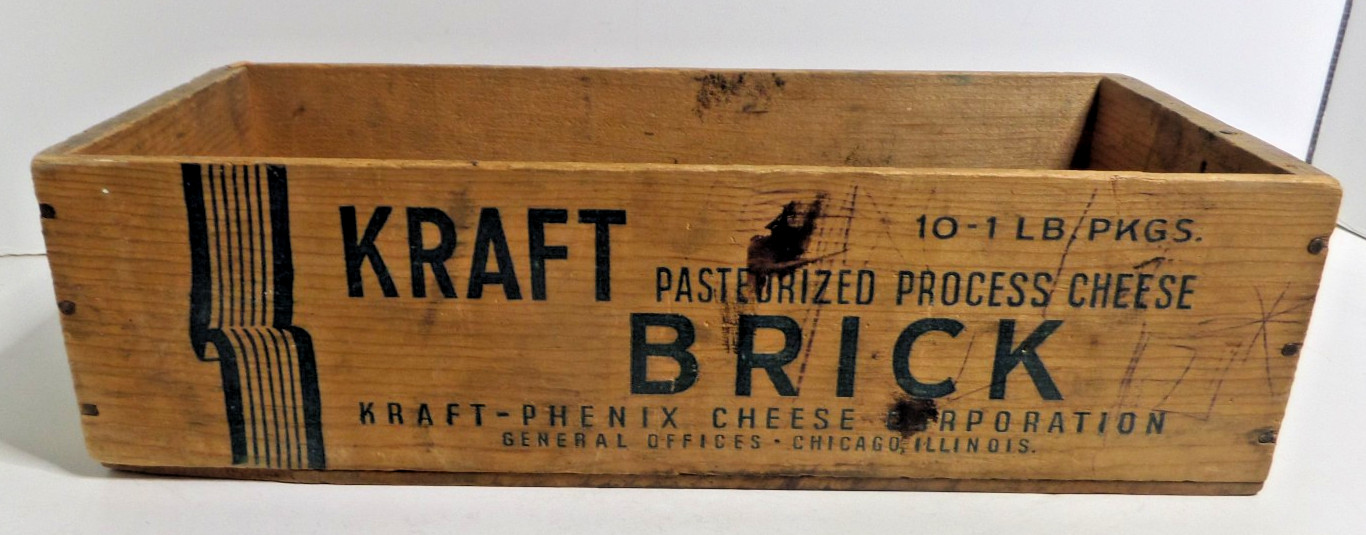 KRAFT
10-1 LB. PKGS.
PASTEURIZED PROCESS CHEESE
BRICK
KRAFT-PHENIX CHEESE CORPORATION
GENERAL OFFICES · CHICAGO, ILLINOIS.